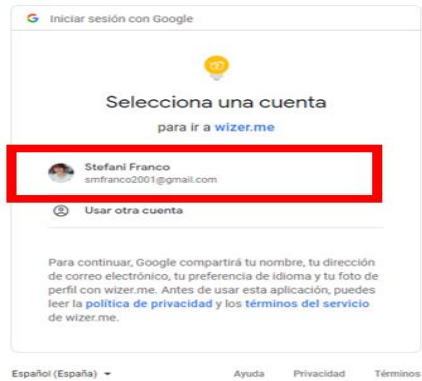 Iniciar sesión con Google
Selecciona una cuenta
para ir a wizer.me
Stefani Franco
smfranco2001@gmail.com
Usar otra cuenta
Para continuar, Google compartirá tu nombre, tu dirección
de correo electrónico, tu preferencia de idioma y tu foto de
perfil con wizer.me. Antes de usar esta aplicación, puedes
leer la política de privacidad y los términos del servicio
de wizer.me.
Español (España) Ayuda Privacidad Términos